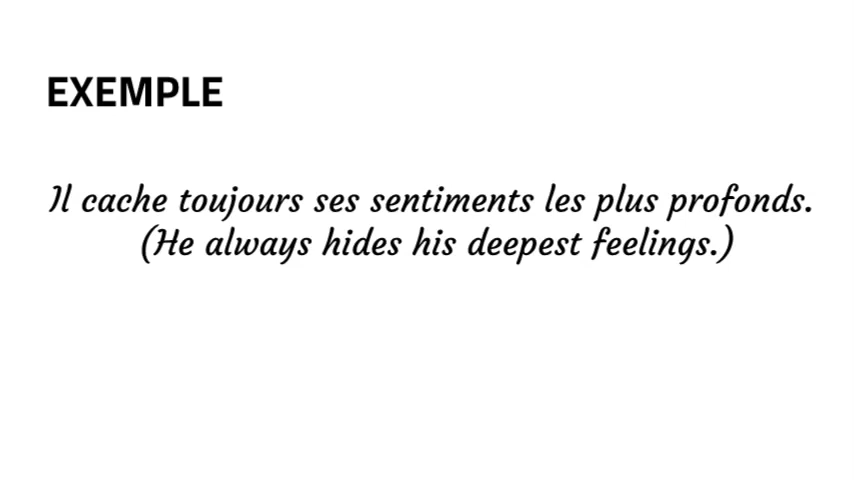 EXEMPLE
Il cache toujours ses sentiments les plus profonds.
(He always hides his deepest feelings.)